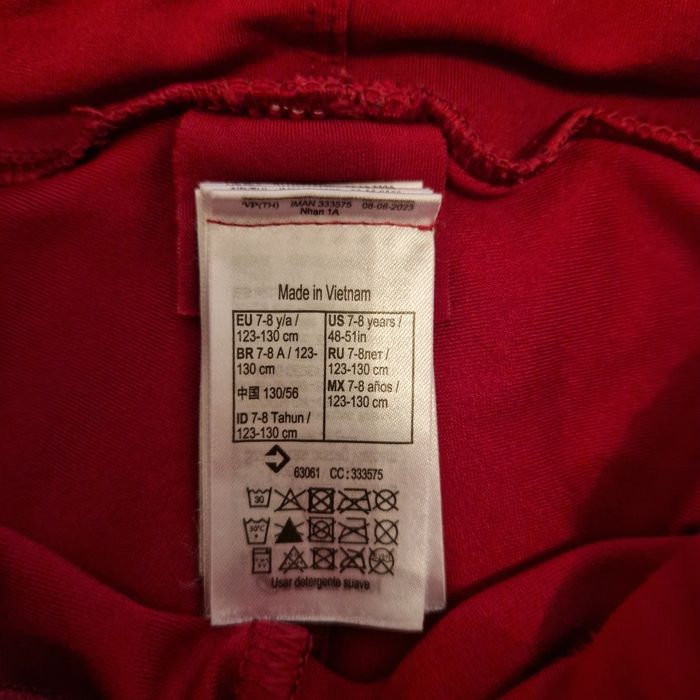 VIP(TH) IMAN 333575 08-06-2023
Nhan 1A
Made in Vietnam
EU 7-8 y/a /
123-130 cm
BR 7-8 A / 123-
130 cm
中国 130/56
ID 7-8 Tahun /
123-130 cm
US 7-8 years /
48-51in
RU 7-8лет /
123-130 cm
MX 7-8 años /
123-130 cm
63061 CC : 333575
30
30°C
Usar detergente suave